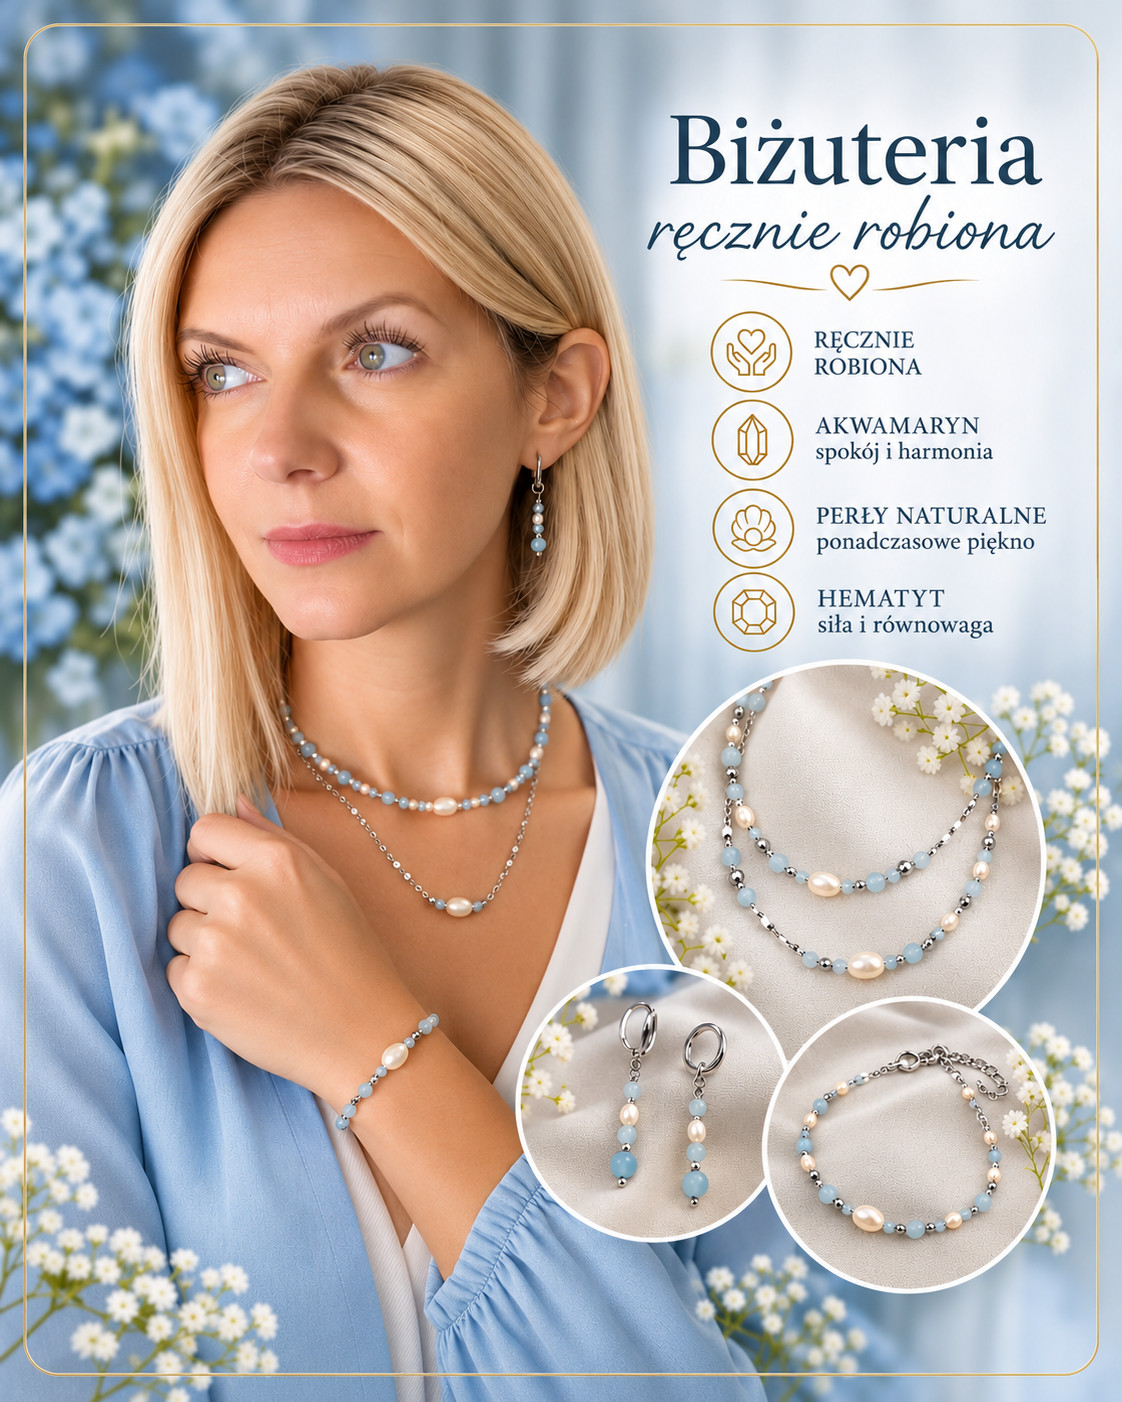 Biżuteria
ręcznie robiona
RĘCZNIE
ROBIONA
AKWAMARYN
spokój i harmonia
PERŁY NATURALNE
ponadczasowe piękno
HEMATYT
siła i równowaga